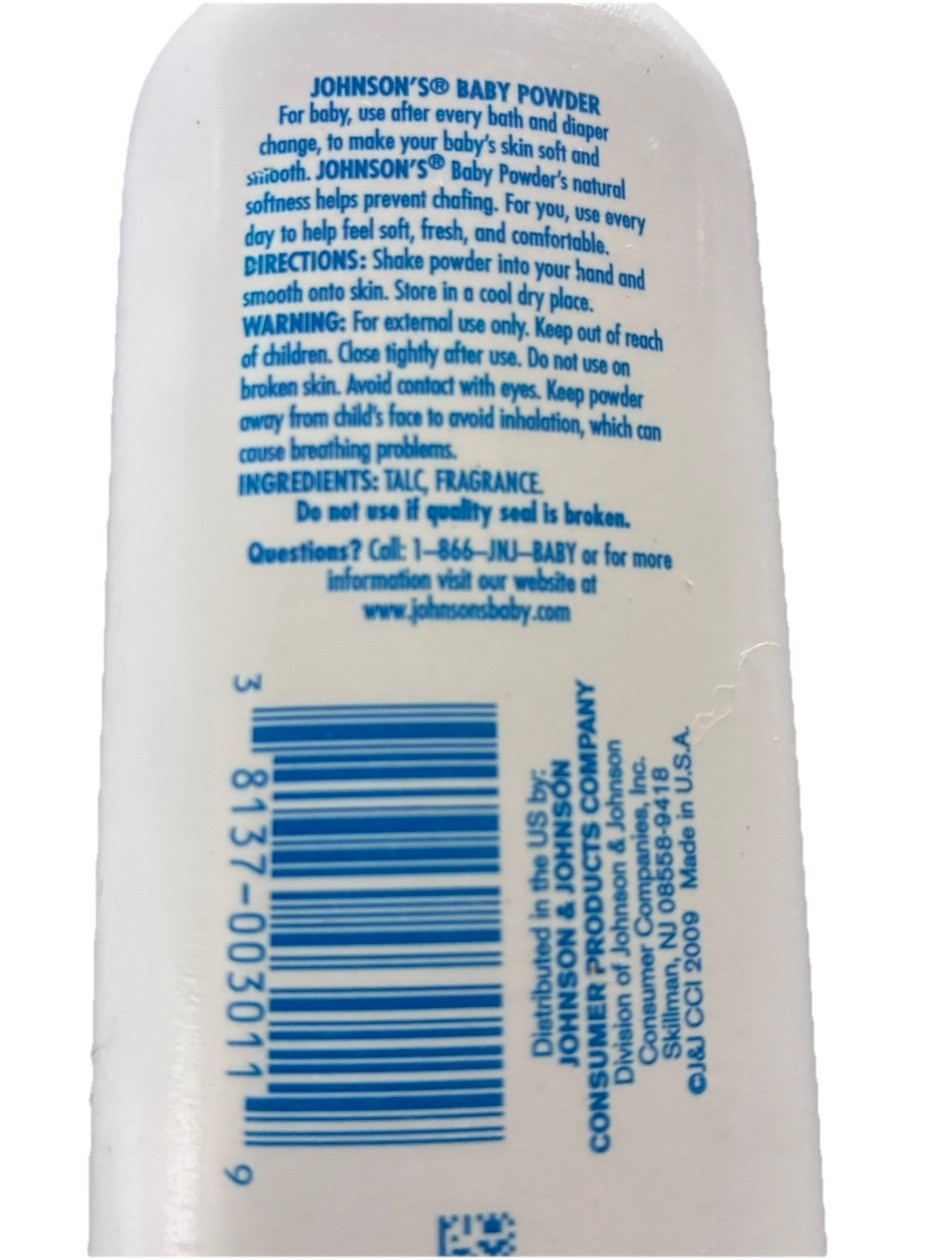 JOHNSON'S® BABY POWDER
For baby, use after every bath and diaper
change, to make your baby's skin soft and
smooth. JOHNSON'S® Baby Powder's natural
softness helps prevent chafing. For you, use every
day to help feel soft, fresh, and comfortable.
DIRECTIONS: Shake powder into your hand and
smooth onto skin. Store in a cool dry place.
WARNING: For external use only. Keep out of reach
of children. Close tightly after use. Do not use on
broken skin. Avoid contact with eyes. Keep powder
away from child's face to avoid inhalation, which can
cause breathing problems.
INGREDIENTS: TALC, FRAGRANCE.
Do not use if quality seal is broken.
Questions? Call: 1–866–JNJ–BABY or for more
information visit our website at
www.johnsonsbaby.com
3 8137-003011 9
Distributed in the US by:
JOHNSON & JOHNSON
CONSUMER PRODUCTS COMPANY
Division of Johnson & Johnson
Consumer Companies, Inc.
Skillman, NJ 08558-9418
©J&J CCI 2009 Made in U.S.A.